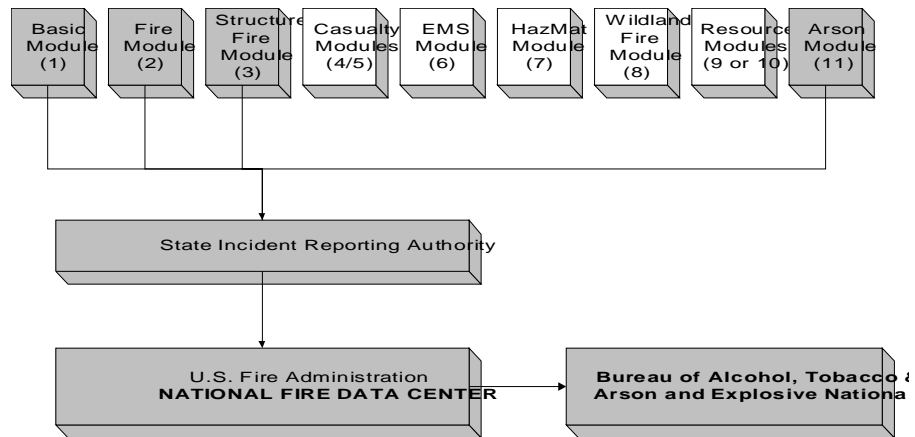 Basic
Module
(1)
Fire
Module
(2)
Structure
Fire Module
(3)
Casualty
Modules
(4/5)
EMS
Module
(6)
HazMat
Module
(7)
Wildland
Fire Module
(8)
Resource
Modules
(9 or 10)
Arson
Module
(11)
State Incident Reporting Authority
U.S. Fire Administration
NATIONAL FIRE DATA CENTER
Bureau of Alcohol, Tobacco &
Arson and Explosive Nationa